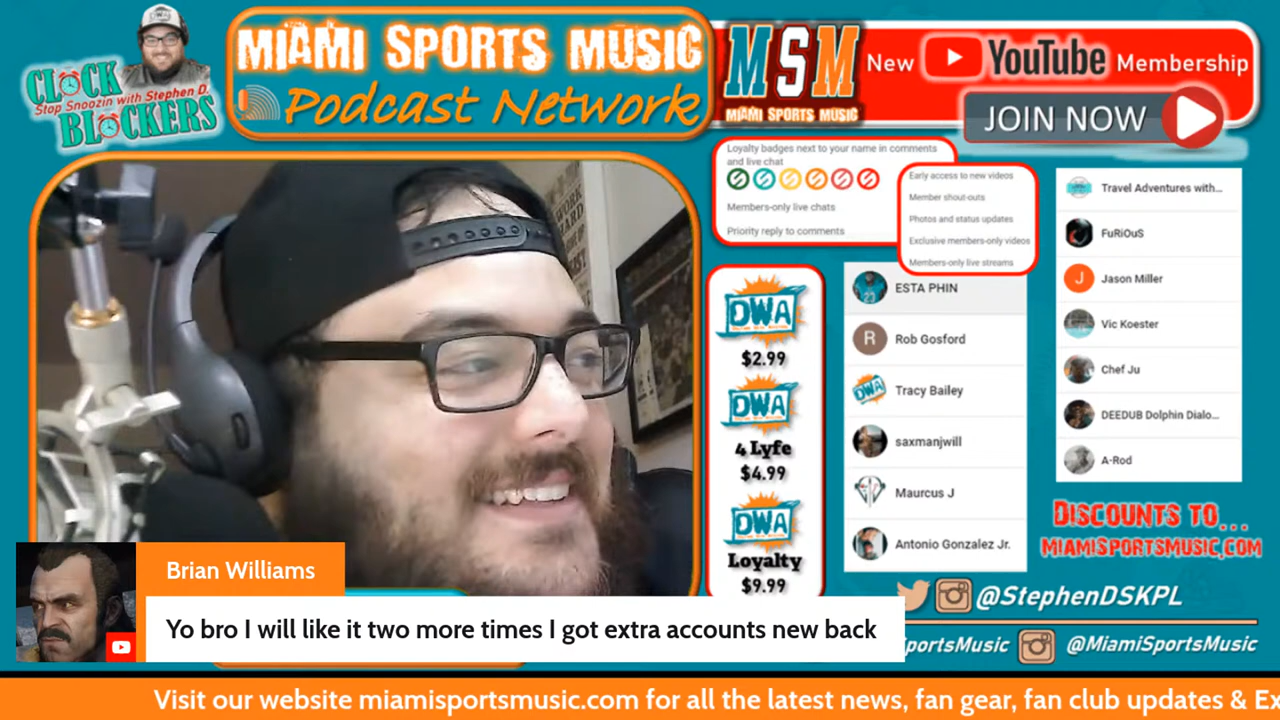 DWA
CLOCK
Stop Snoozin with Stephen D.
BLOCKERS
MIAMI SPORTS MUSIC
Podcast Network
MSM
MIAMI SPORTS MUSIC
New YouTube Membership
JOIN NOW
Loyalty badges next to your name in comments
and live chat
Members-only live chats
Priority reply to comments
Early access to new videos
Member shout-outs
Photos and status updates
Exclusive members-only videos
Members-only live streams
DWA
$2.99
DWA
4 Lyfe
$4.99
DWA
Loyalty
$9.99
ESTA PHIN
R
Rob Gosford
DWA
Tracy Bailey
saxmanjwill
Maurcus J
Antonio Gonzalez Jr.
Travel Adventures with...
FuRiOuS
J
Jason Miller
Vic Koester
Chef Ju
DEEDUB Dolphin Dialo...
A-Rod
DISCOUNTS TO...
MIAMISPORTSMUSIC.COM
@StephenDSKPL
portsMusic
@MiamiSportsMusic
Brian Williams
Yo bro I will like it two more times I got extra accounts new back
Visit our website miamisportsmusic.com for all the latest news, fan gear, fan club updates & Ex